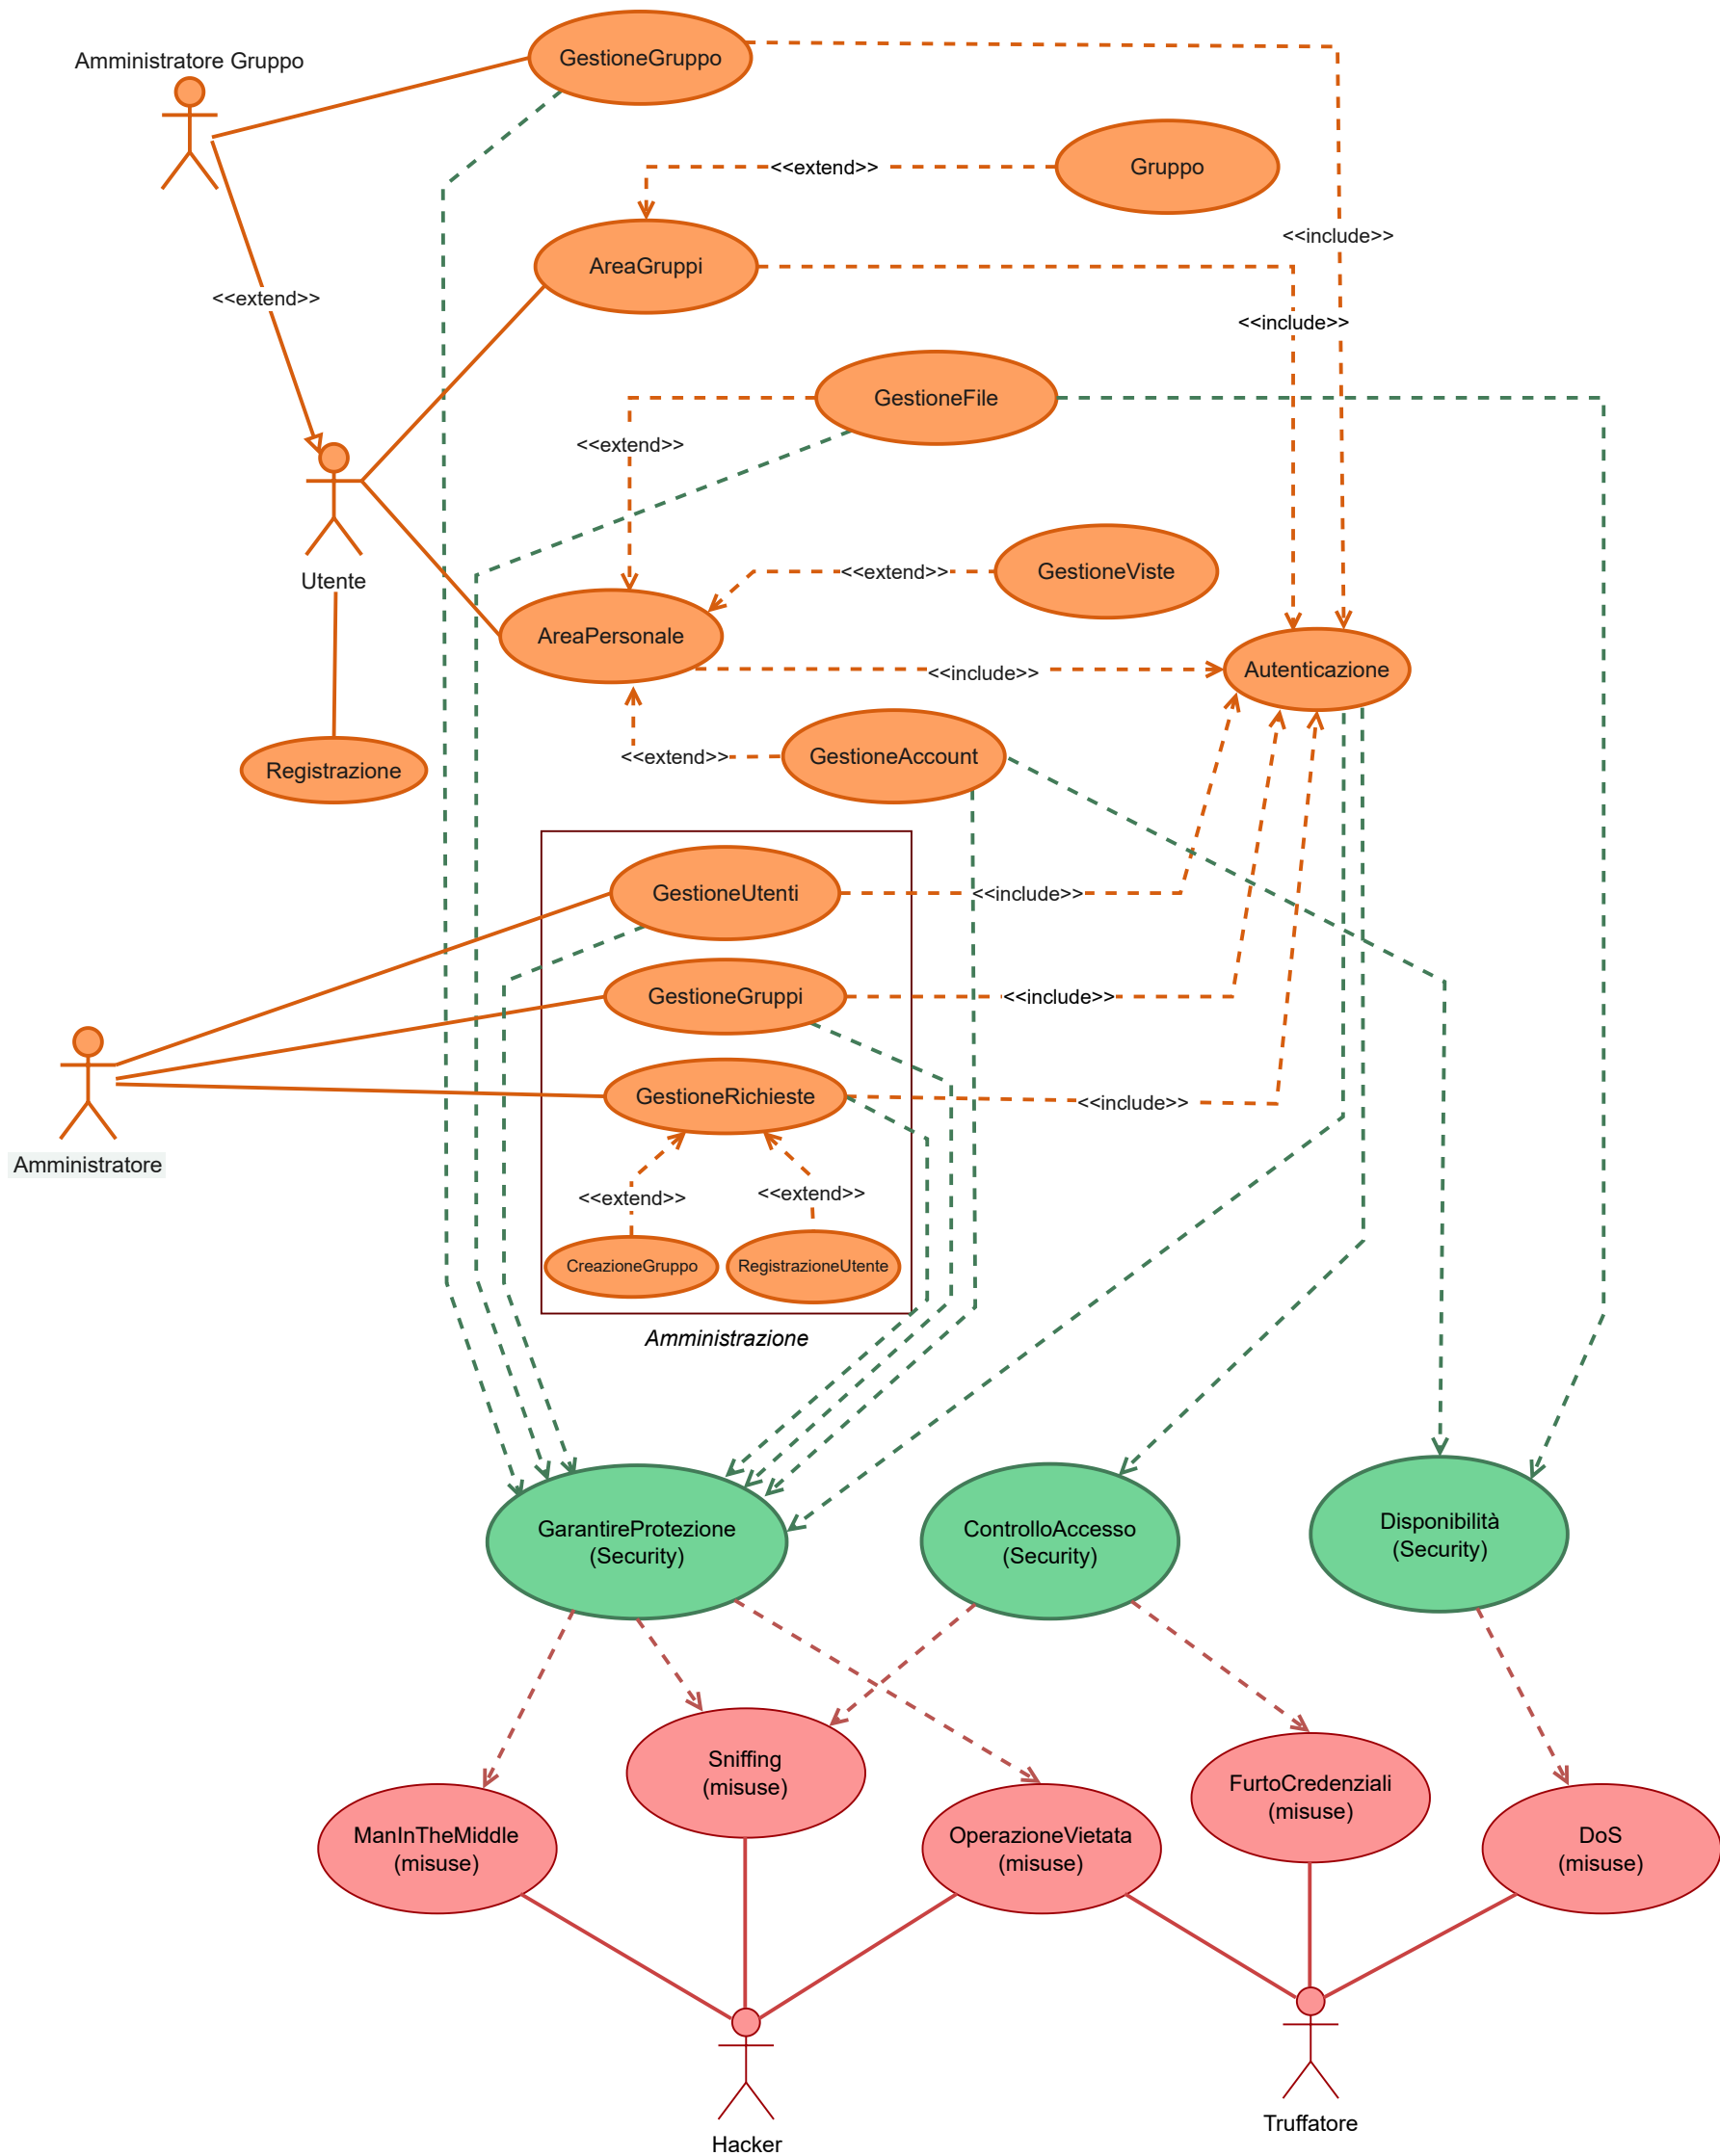 Amministratore Gruppo
GestioneGruppo
Gruppo
<<extend>>
<<include>>
AreaGruppi
<<extend>>
<<include>>
GestioneFile
<<extend>>
Utente
<<extend>>
GestioneViste
AreaPersonale
<<include>>
Autenticazione
Registrazione
<<extend>>
GestioneAccount
GestioneUtenti
<<include>>
GestioneGruppi
<<include>>
GestioneRichieste
<<include>>
Amministratore
<<extend>>
<<extend>>
CreazioneGruppo
RegistrazioneUtente
Amministrazione
GarantireProtezione
(Security)
ControlloAccesso
(Security)
Disponibilità
(Security)
Sniffing
(misuse)
FurtoCredenziali
(misuse)
ManInTheMiddle
(misuse)
OperazioneVietata
(misuse)
DoS
(misuse)
Truffatore
Hacker